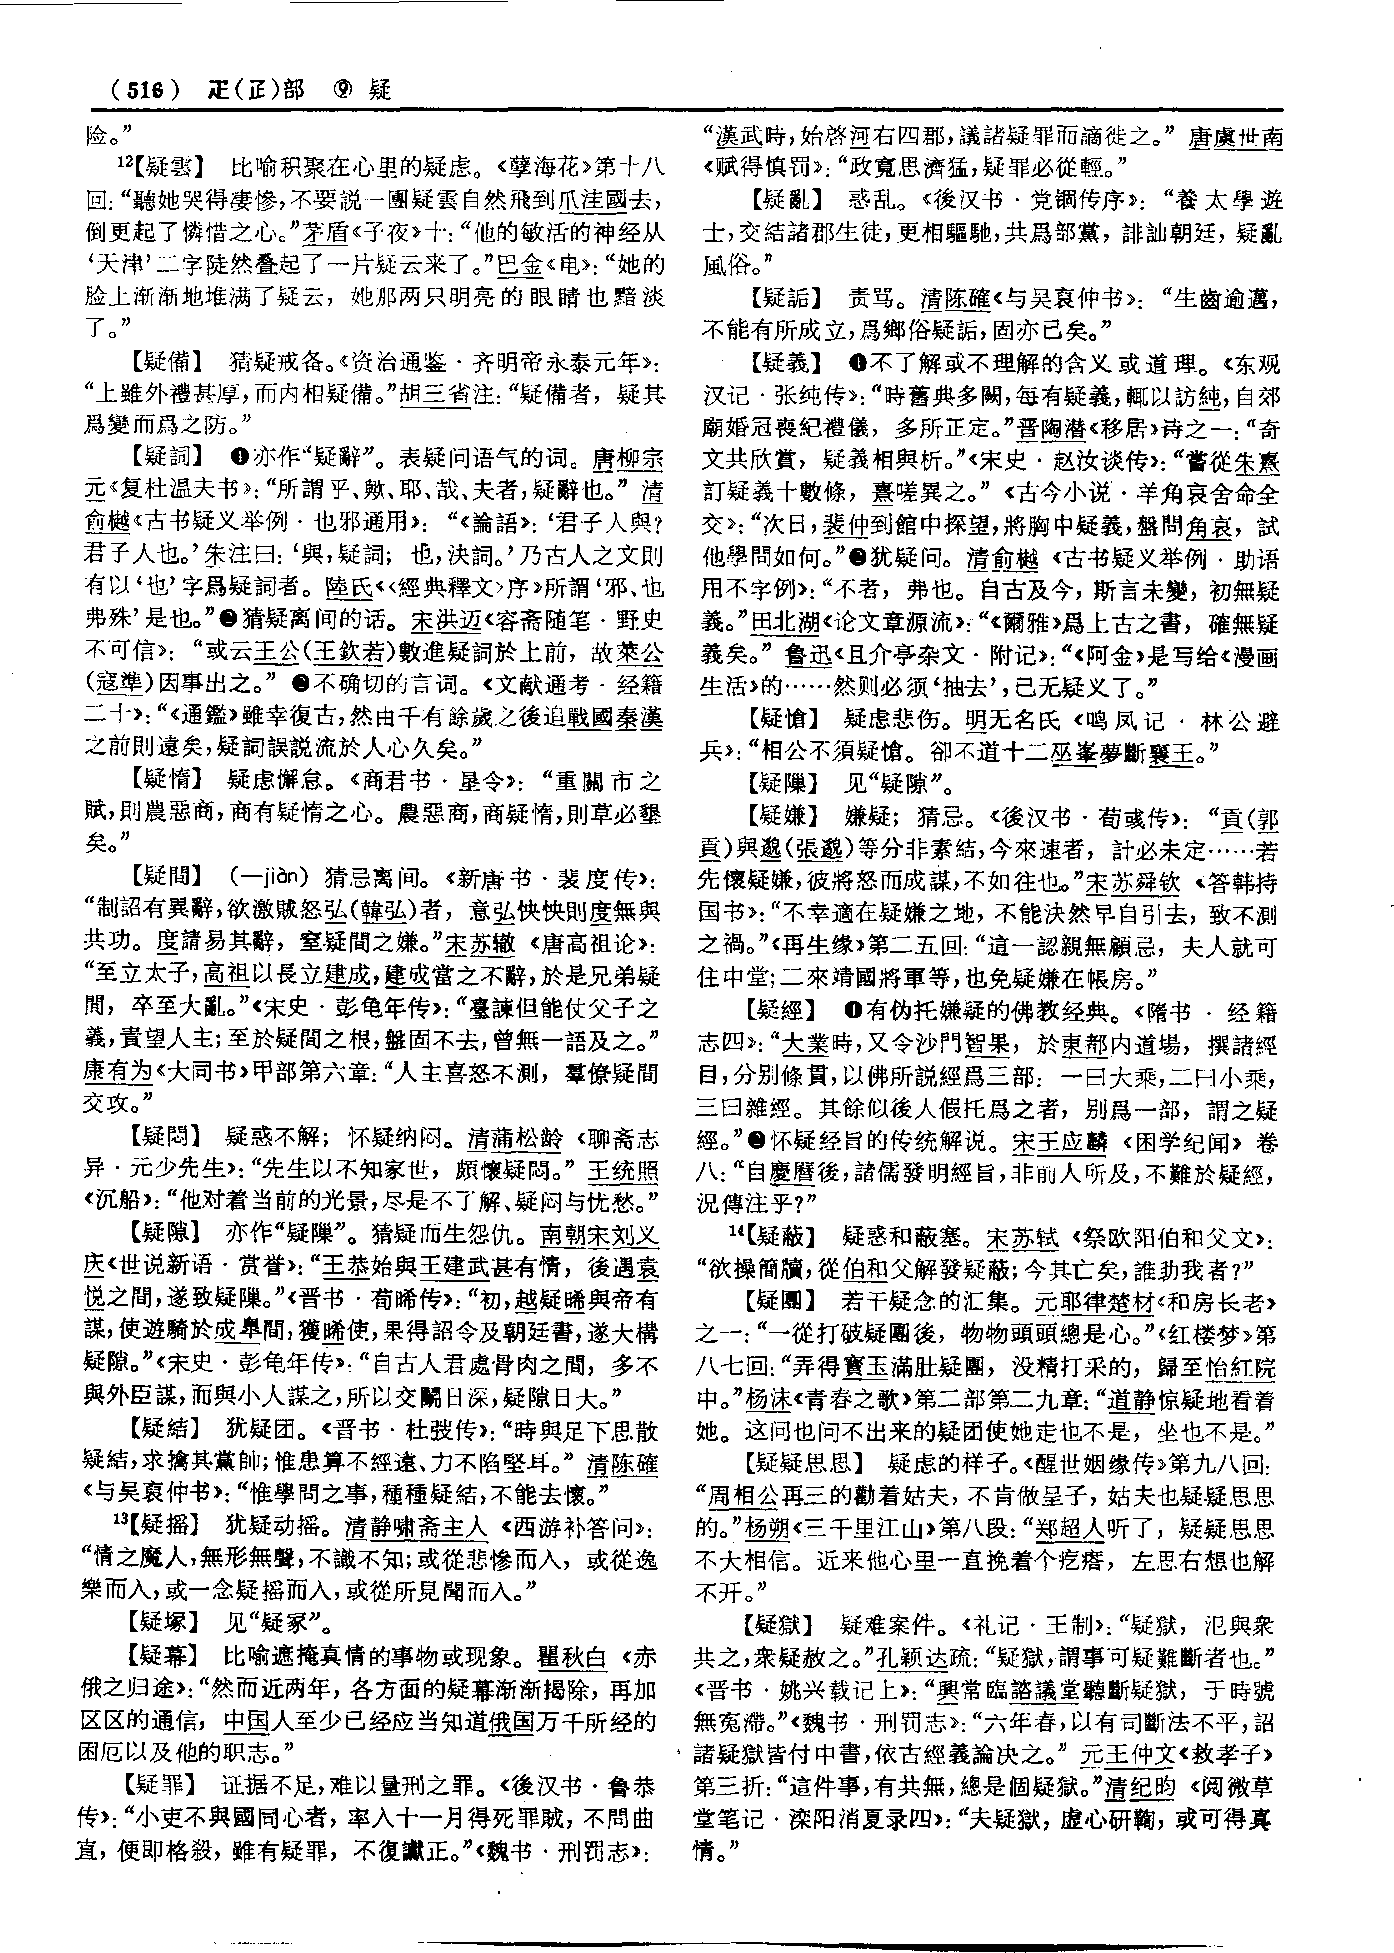 (516) 疋(正)部 ⑨ 疑
险。”
¹²【疑雲】 比喻积聚在心里的疑虑。《孽海花》第十八
回：“聽她哭得凄慘，不要説一團疑雲自然飛到爪洼國去，
倒更起了憐惜之心。”茅盾《子夜》十：“他的敏活的神经从
‘天津’二字陡然叠起了一片疑云来了。”巴金《电》：“她的
脸上渐渐地堆满了疑云，她那两只明亮的眼睛也黯淡
了。”
【疑備】 猜疑戒备。《资治通鉴·齐明帝永泰元年》：
“上雖外禮甚厚，而内相疑備。”胡三省注：“疑備者，疑其
爲變而爲之防。”
【疑詞】 ❶亦作“疑辭”。表疑问语气的词。唐柳宗
元《复杜温夫书》：“所謂乎、歟、耶、哉、夫者，疑辭也。”清
俞樾《古书疑义举例·也邪通用》：“《論語》：‘君子人與？
君子人也。’朱注曰：‘與，疑詞；也，決詞。’乃古人之文則
有以‘也’字爲疑詞者。陸氏《〈經典釋文〉序》所謂‘邪、也
弗殊’是也。”❷猜疑离间的话。宋洪迈《容斋随笔·野史
不可信》：“或云王公(王欽若)數進疑詞於上前，故萊公
(寇準)因事出之。”❸不确切的言词。《文献通考·经籍
二十》：“《通鑑》雖幸復古，然由千有餘歲之後追戰國秦漢
之前則遠矣，疑詞誤説流於人心久矣。”
【疑惰】 疑虑懈怠。《商君书·垦令》：“重關市之
賦，則農惡商，商有疑惰之心。農惡商，商疑惰，則草必墾
矣。”
【疑間】 (—jiàn) 猜忌离间。《新唐书·裴度传》：
“制詔有異辭，欲激賊怒弘(韓弘)者，意弘怏怏則度無與
共功。度請易其辭，窒疑間之嫌。”宋苏辙《唐高祖论》：
“至立太子，高祖以長立建成，建成當之不辭，於是兄弟疑
間，卒至大亂。”《宋史·彭龟年传》：“臺諫但能仗父子之
義，責望人主；至於疑間之根，盤固不去，曾無一語及之。”
康有为《大同书》甲部第六章：“人主喜怒不測，羣僚疑間
交攻。”
【疑悶】 疑惑不解；怀疑纳闷。清蒲松龄《聊斋志
异·元少先生》：“先生以不知家世，頗懷疑悶。”王统照
《沉船》：“他对着当前的光景，尽是不了解、疑闷与忧愁。”
【疑隙】 亦作“疑隟”。猜疑而生怨仇。南朝宋刘义
庆《世说新语·赏誉》：“王恭始與王建武甚有情，後遇袁
悦之間，遂致疑隟。”《晋书·荀晞传》：“初，越疑晞與帝有
謀，使遊騎於成臯間，獲晞使，果得詔令及朝廷書，遂大構
疑隙。”《宋史·彭龟年传》：“自古人君處骨肉之間，多不
與外臣謀，而與小人謀之，所以交鬭日深，疑隙日大。”
【疑結】 犹疑团。《晋书·杜弢传》：“時與足下思散
疑結，求擒其黨帥；惟患算不經遠、力不陷堅耳。”清陈確
《与吴裒仲书》：“惟學問之事，種種疑結，不能去懷。”
¹³【疑摇】 犹疑动摇。清静啸斋主人《西游补答问》：
“情之魔人，無形無聲，不識不知；或從悲慘而入，或從逸
樂而入，或一念疑摇而入，或從所見聞而入。”
【疑塚】 见“疑冢”。
【疑幕】 比喻遮掩真情的事物或现象。瞿秋白《赤
俄之归途》：“然而近两年，各方面的疑幕渐渐揭除，再加
区区的通信，中国人至少已经应当知道俄国万千所经的
困厄以及他的职志。”
【疑罪】 证据不足，难以量刑之罪。《後汉书·鲁恭
传》：“小吏不與國同心者，率入十一月得死罪賊，不問曲
直，便即格殺，雖有疑罪，不復讞正。”《魏书·刑罚志》：
“漢武時，始啓河右四郡，議諸疑罪而謫徙之。”唐虞世南
《赋得慎罚》：“政寬思濟猛，疑罪必從輕。”
【疑亂】 惑乱。《後汉书·党锢传序》：“養太學遊
士，交結諸郡生徒，更相驅馳，共爲部黨，誹訕朝廷，疑亂
風俗。”
【疑詬】 责骂。清陈確《与吴裒仲书》：“生齒逾邁，
不能有所成立，爲鄉俗疑詬，固亦已矣。”
【疑義】 ❶不了解或不理解的含义或道理。《东观
汉记·张纯传》：“時舊典多闕，每有疑義，輒以訪純，自郊
廟婚冠喪紀禮儀，多所正定。”晋陶潜《移居》诗之一：“奇
文共欣賞，疑義相與析。”《宋史·赵汝谈传》：“嘗從朱熹
訂疑義十數條，熹嗟異之。”《古今小说·羊角哀舍命全
交》：“次日，裴仲到館中探望，將胸中疑義，盤問角哀，試
他學問如何。”❷犹疑问。清俞樾《古书疑义举例·助语
用不字例》：“不者，弗也。自古及今，斯言未變，初無疑
義。”田北湖《论文章源流》：“《爾雅》爲上古之書，確無疑
義矣。”鲁迅《且介亭杂文·附记》：“《阿金》是写给《漫画
生活》的……然则必须‘抽去’，已无疑义了。”
【疑愴】 疑虑悲伤。明无名氏《鸣凤记·林公避
兵》：“相公不須疑愴。卻不道十二巫峯夢斷襄王。”
【疑隟】 见“疑隙”。
【疑嫌】 嫌疑；猜忌。《後汉书·荀彧传》：“貢(郭
貢)與邈(張邈)等分非素結，今來速者，計必未定……若
先懷疑嫌，彼將怒而成謀，不如往也。”宋苏舜钦《答韩持
国书》：“不幸適在疑嫌之地，不能決然早自引去，致不測
之禍。”《再生缘》第二五回：“這一認親無顧忌，夫人就可
住中堂；二來靖國將軍等，也免疑嫌在帳房。”
【疑經】 ❶有伪托嫌疑的佛教经典。《隋书·经籍
志四》：“大業時，又令沙門智果，於東都内道場，撰諸經
目，分别條貫，以佛所説經爲三部：一曰大乘，二曰小乘，
三曰雜經。其餘似後人假托爲之者，别爲一部，謂之疑
經。”❷怀疑经旨的传统解说。宋王应麟《困学纪闻》卷
八：“自慶曆後，諸儒發明經旨，非前人所及，不難於疑經，
況傳注乎？”
¹⁴【疑蔽】 疑惑和蔽塞。宋苏轼《祭欧阳伯和父文》：
“欲操簡牘，從伯和父解發疑蔽；今其亡矣，誰助我者？”
【疑團】 若干疑念的汇集。元耶律楚材《和房长老》
之一：“一從打破疑團後，物物頭頭總是心。”《红楼梦》第
八七回：“弄得寳玉滿肚疑團，没精打采的，歸至怡紅院
中。”杨沫《青春之歌》第二部第二九章：“道静惊疑地看着
她。这问也问不出来的疑团使她走也不是，坐也不是。”
【疑疑思思】 疑虑的样子。《醒世姻缘传》第九八回：
“周相公再三的勸着姑夫，不肯做呈子，姑夫也疑疑思思
的。”杨朔《三千里江山》第八段：“郑超人听了，疑疑思思
不大相信。近来他心里一直挽着个疙瘩，左思右想也解
不开。”
【疑獄】 疑难案件。《礼记·王制》：“疑獄，汜與衆
共之，衆疑赦之。”孔颖达疏：“疑獄，謂事可疑難斷者也。”
《晋书·姚兴载记上》：“興常臨諮議堂聽斷疑獄，于時號
無冤滯。”《魏书·刑罚志》：“六年春，以有司斷法不平，詔
諸疑獄皆付中書，依古經義論决之。”元王仲文《救孝子》
第三折：“這件事，有共無，總是個疑獄。”清纪昀《阅微草
堂笔记·滦阳消夏录四》：“夫疑獄，虚心研鞫，或可得真
情。”